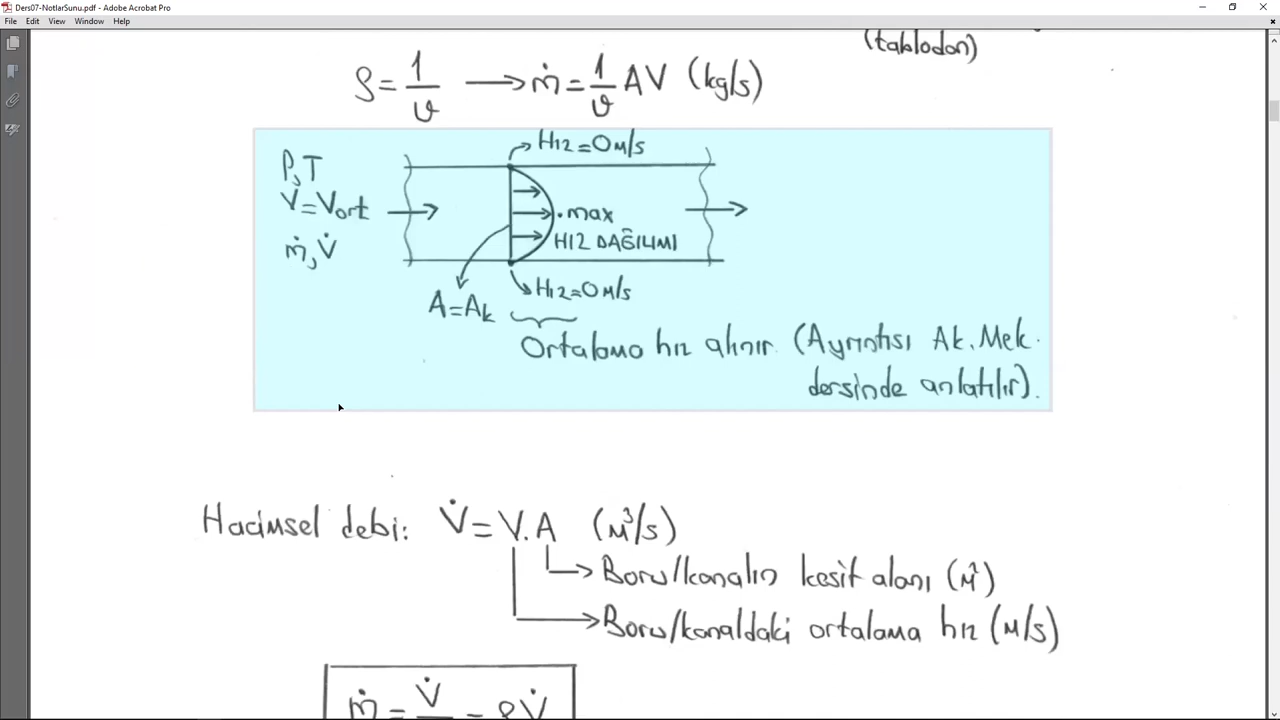 Ders07-NotlarSunu.pdf - Adobe Acrobat Pro
File Edit View Window Help
(tablodan)
ρ = 1/υ → ṁ = 1/υ AV (kg/s)
P,T
V=Vort
ṁ, V̇
Hız=0 m/s
max
HIZ DAĞILIMI
Hız=0 m/s
A=Ak
Ortalama hız alınır (Ayrıntısı Ak. Mek.
dersinde anlatılır).
Hacimsel debi: V̇ = V.A (m³/s)
Boru/kanalın kesit alanı (m²)
Boru/kanaldaki ortalama hız (m/s)
ṁ = V̇ = ρV̇